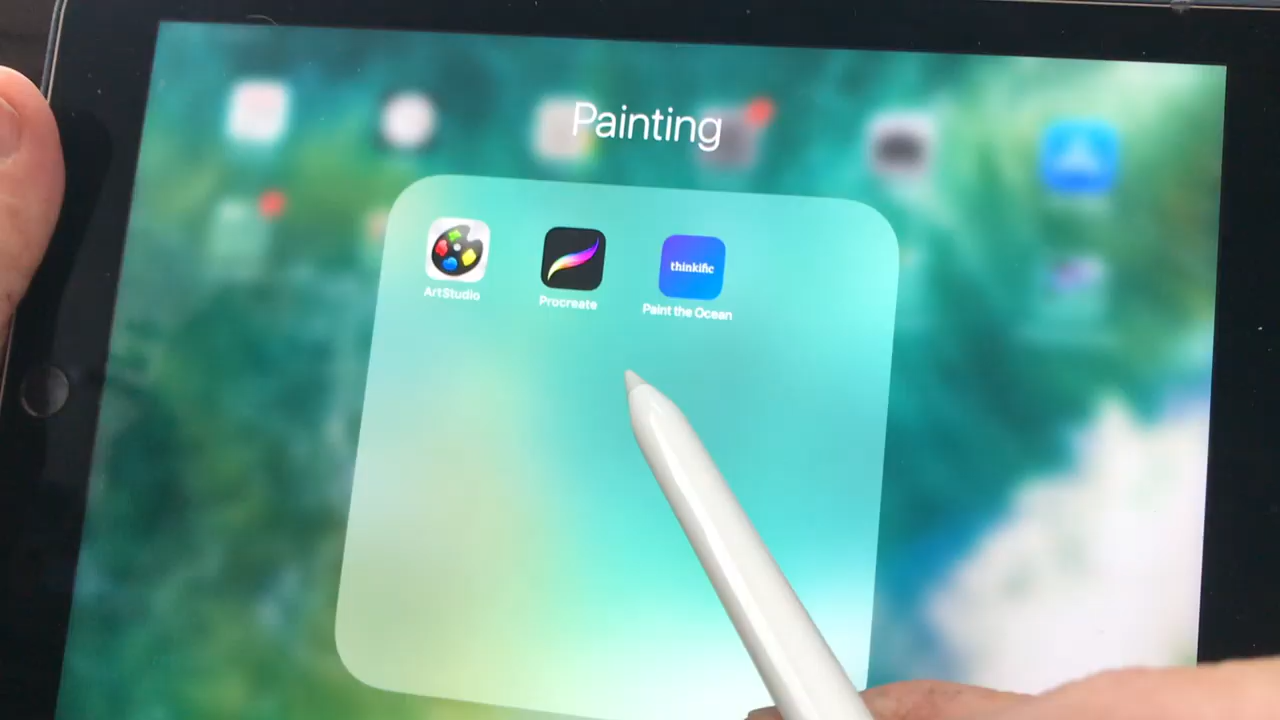 Painting
ArtStudio
Procreate
thinkific
Paint the Ocean